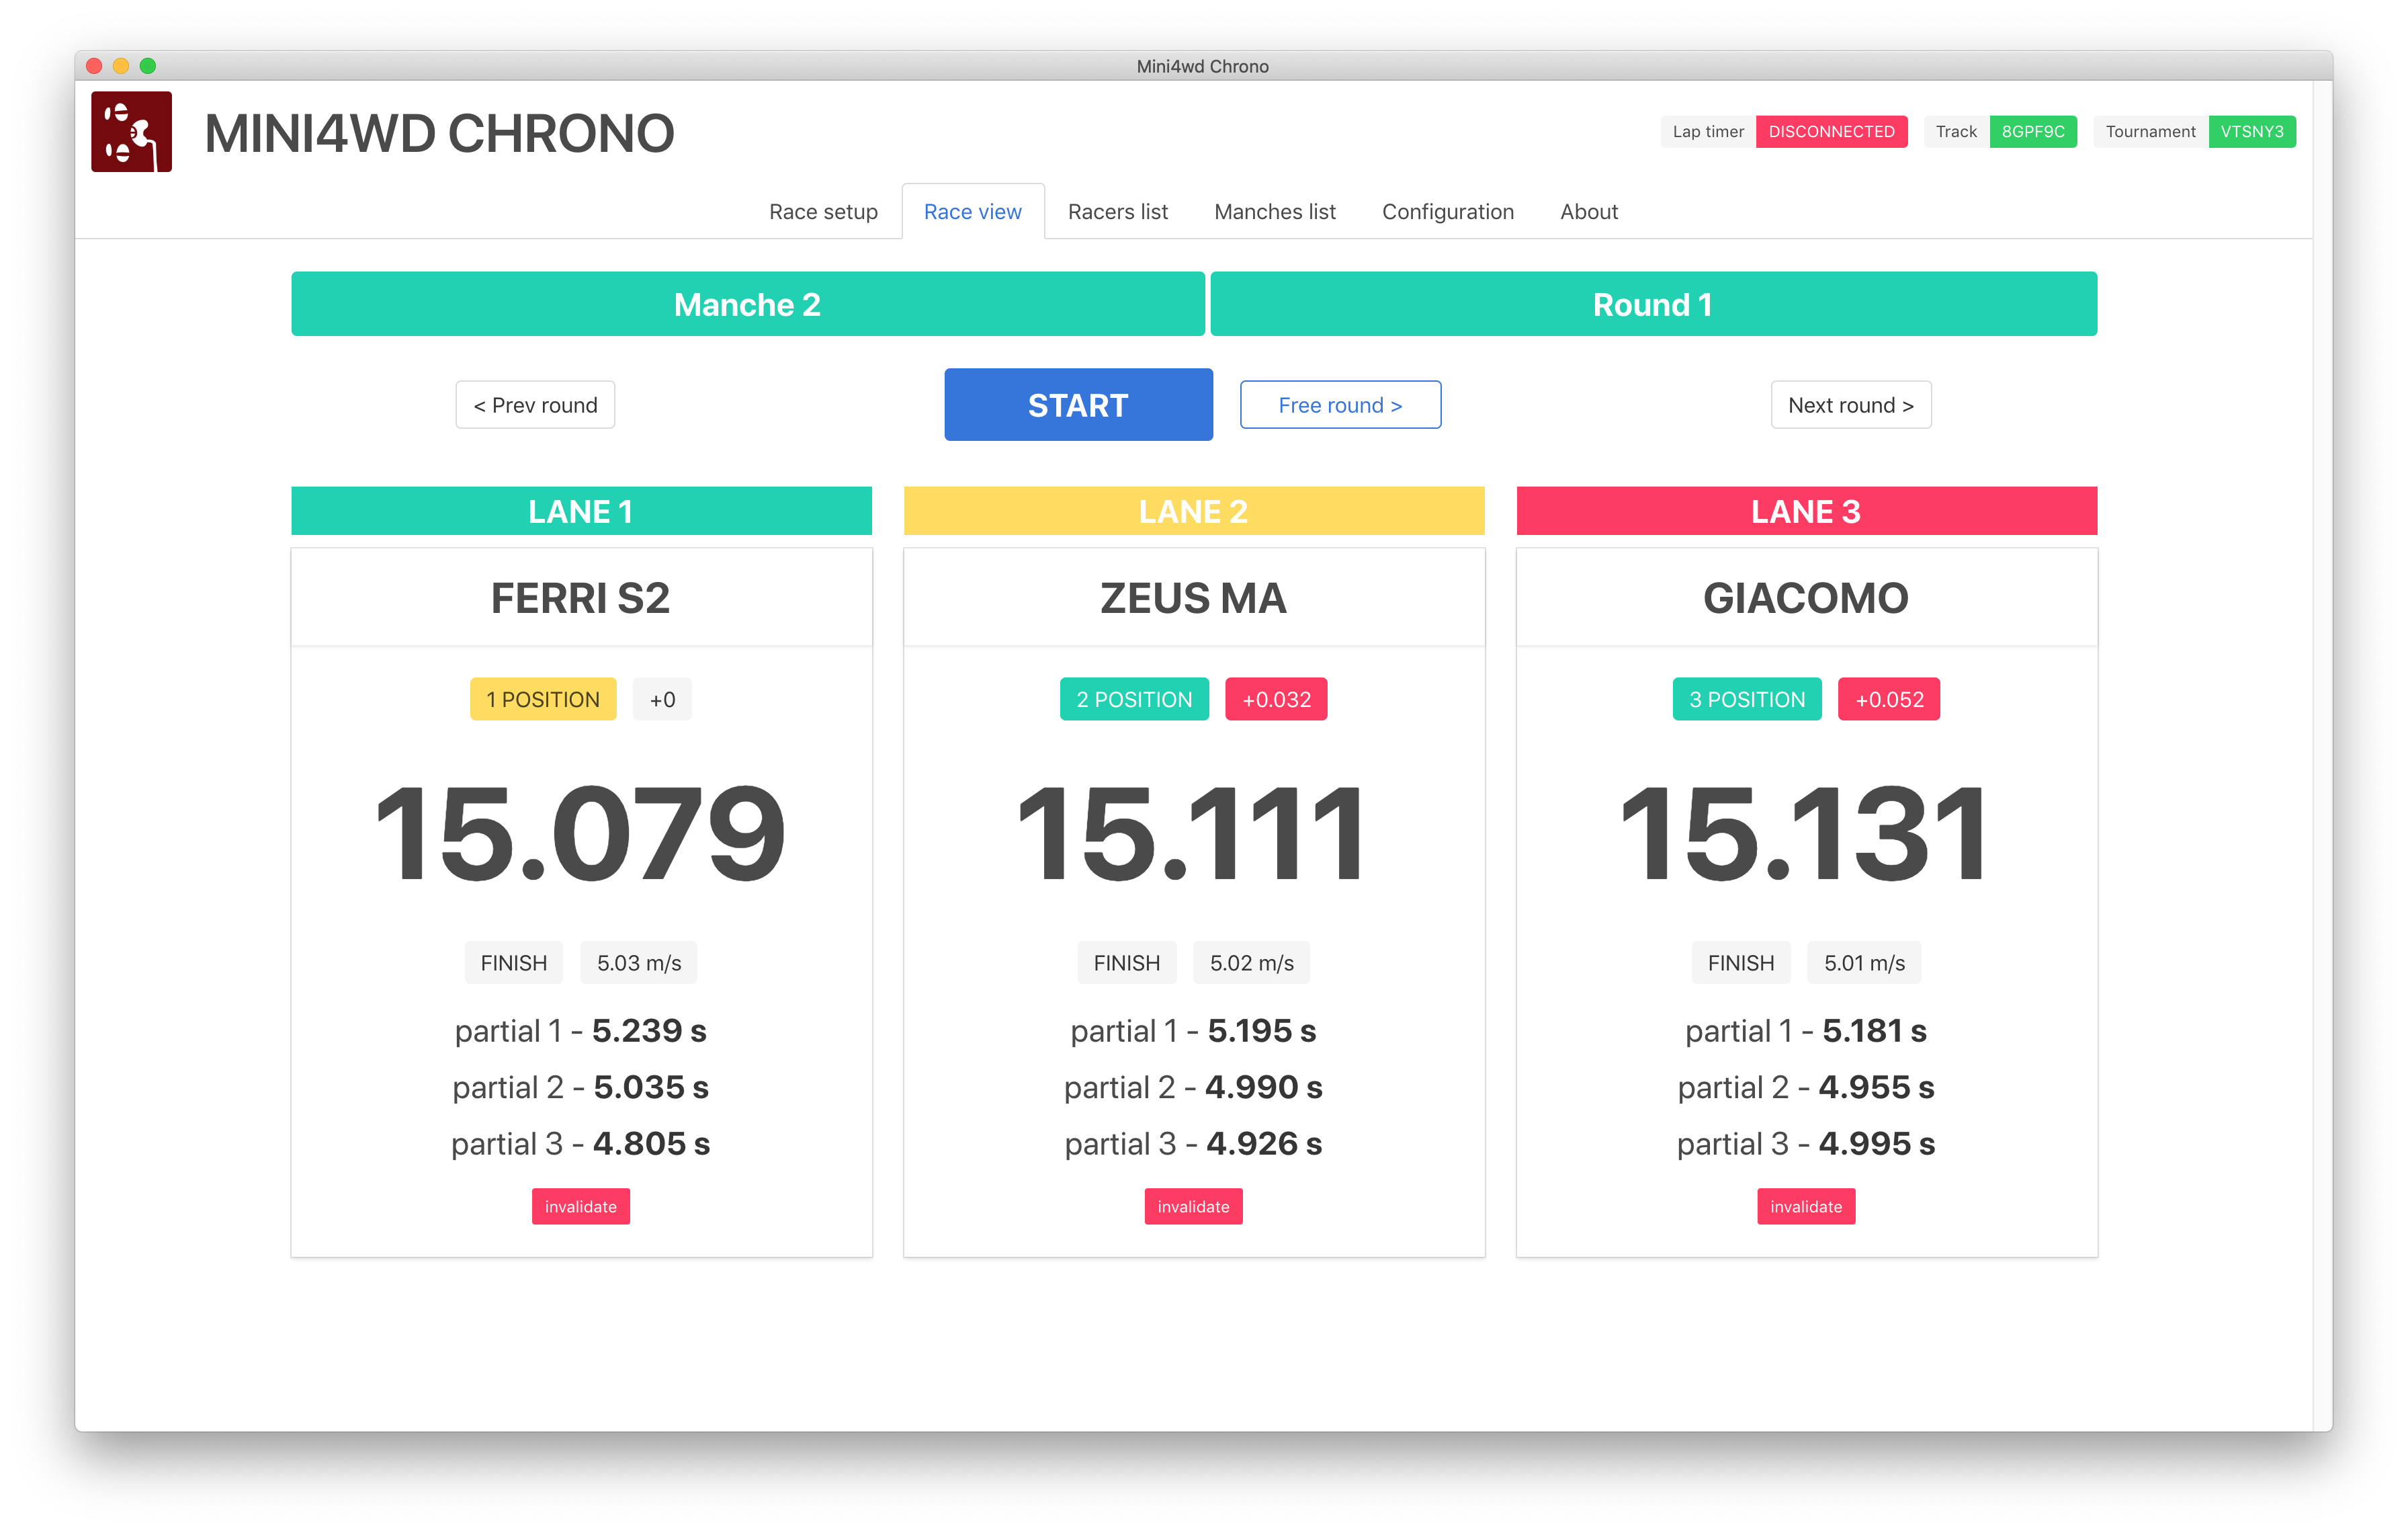 Mini4wd Chrono
MINI4WD CHRONO
Lap timer DISCONNECTED Track 8GPF9C Tournament VTSNY3
Race setup Race view Racers list Manches list Configuration About
Manche 2 Round 1
< Prev round START Free round > Next round >
LANE 1
FERRI S2
1 POSITION +0
15.079
FINISH 5.03 m/s
partial 1 - 5.239 s
partial 2 - 5.035 s
partial 3 - 4.805 s
invalidate
LANE 2
ZEUS MA
2 POSITION +0.032
15.111
FINISH 5.02 m/s
partial 1 - 5.195 s
partial 2 - 4.990 s
partial 3 - 4.926 s
invalidate
LANE 3
GIACOMO
3 POSITION +0.052
15.131
FINISH 5.01 m/s
partial 1 - 5.181 s
partial 2 - 4.955 s
partial 3 - 4.995 s
invalidate